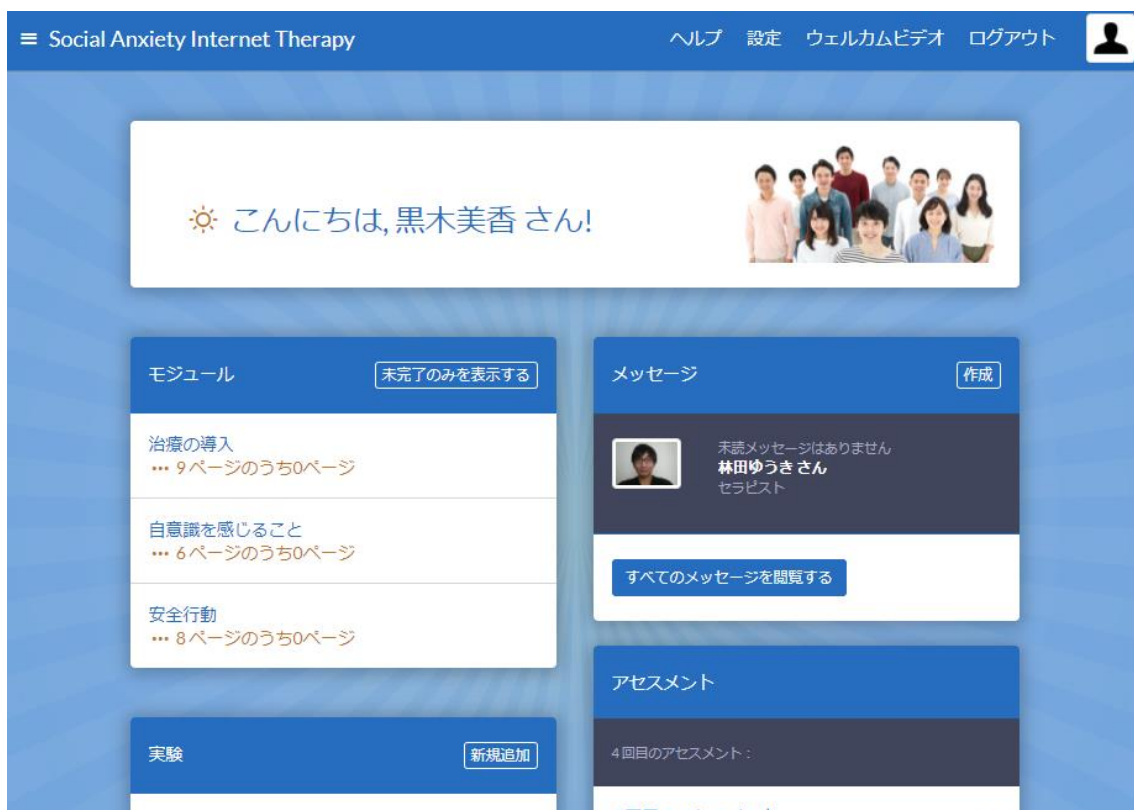 Social Anxiety Internet Therapy
ヘルプ 設定 ウェルカムビデオ ログアウト
こんにちは, 黒木美香 さん!
モジュール
未完了のみを表示する
治療の導入
••• 9ページのうち0ページ
自意識を感じること
••• 6ページのうち0ページ
安全行動
••• 8ページのうち0ページ
実験
新規追加
メッセージ
作成
未読メッセージはありません
林田ゆうきさん
セラピスト
すべてのメッセージを閲覧する
アセスメント
4回目のアセスメント :